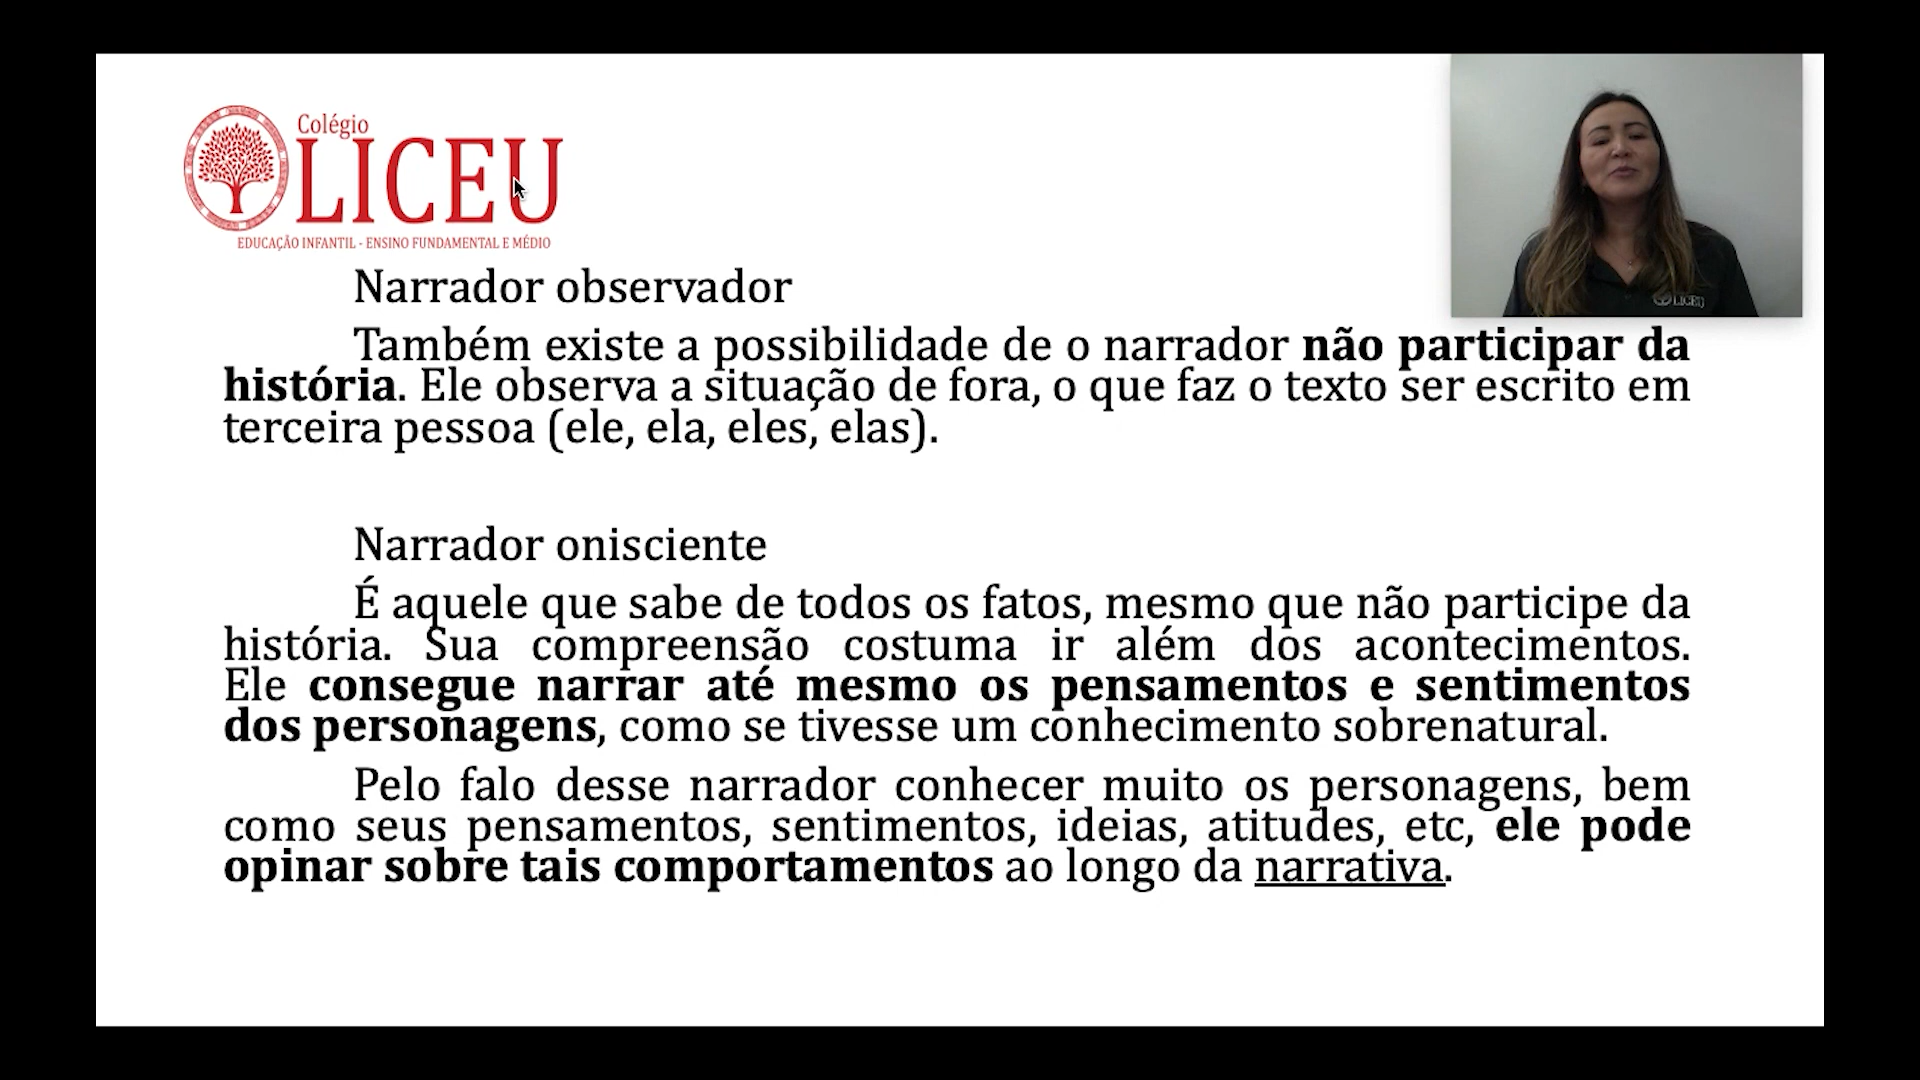 Colégio
LICEU
EDUCAÇÃO INFANTIL - ENSINO FUNDAMENTAL E MÉDIO
LICEU
Narrador observador
Também existe a possibilidade de o narrador não participar da
história. Ele observa a situação de fora, o que faz o texto ser escrito em
terceira pessoa (ele, ela, eles, elas).
Narrador onisciente
É aquele que sabe de todos os fatos, mesmo que não participe da
história. Sua compreensão costuma ir além dos acontecimentos.
Ele consegue narrar até mesmo os pensamentos e sentimentos
dos personagens, como se tivesse um conhecimento sobrenatural.
Pelo falo desse narrador conhecer muito os personagens, bem
como seus pensamentos, sentimentos, ideias, atitudes, etc, ele pode
opinar sobre tais comportamentos ao longo da narrativa.